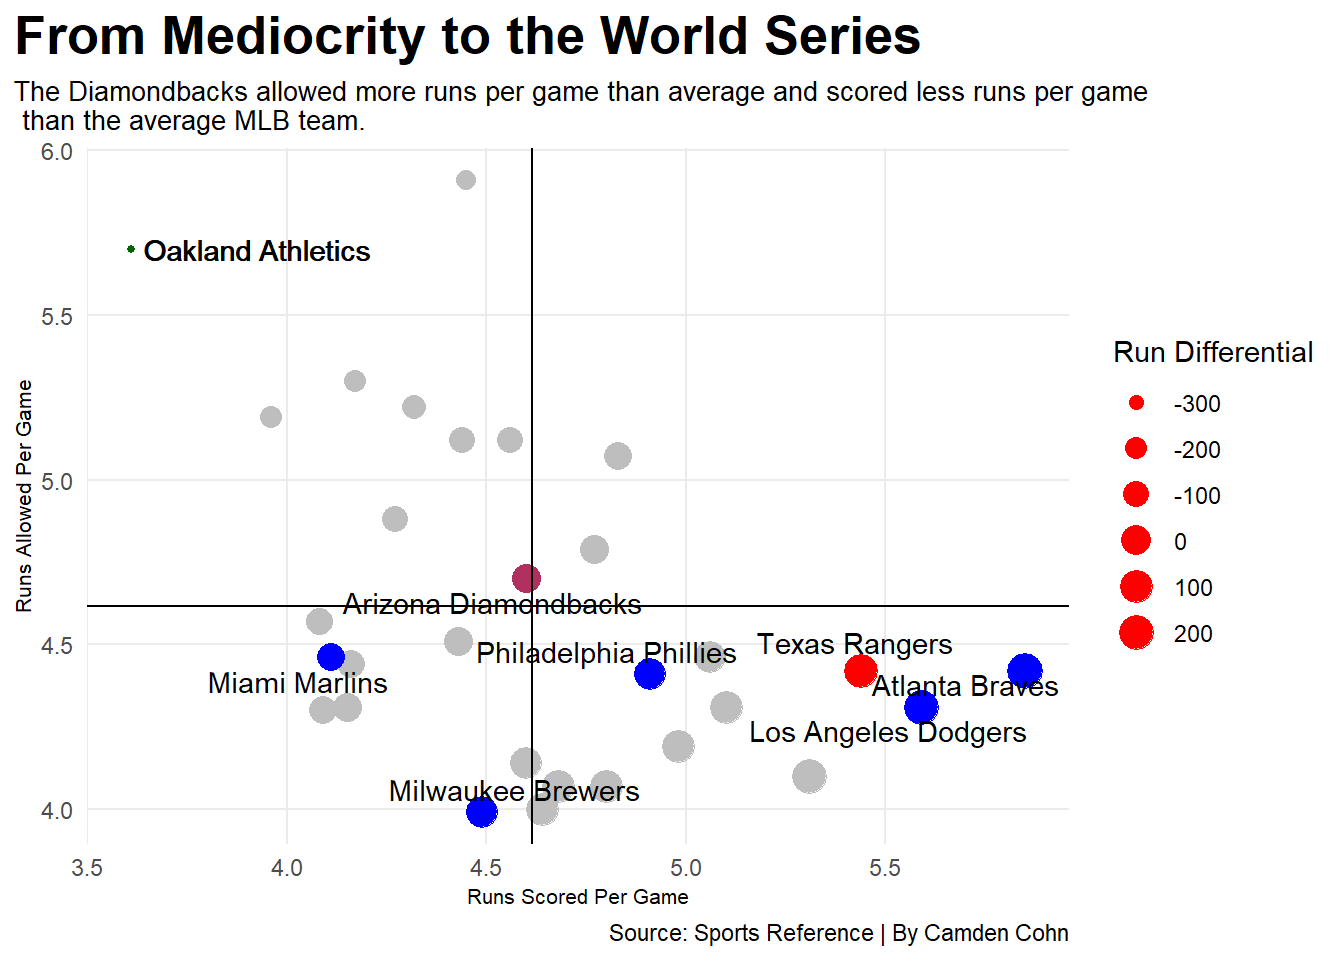 From Mediocrity to the World Series
The Diamondbacks allowed more runs per game than average and scored less runs per game
than the average MLB team.
6.0
Oakland Athletics
5.5
5.0
Runs Allowed Per Game
Arizona Diamondbacks
4.5
Philadelphia Phillies
Texas Rangers
Miami Marlins
Atlanta Braves
Los Angeles Dodgers
Milwaukee Brewers
4.0
3.5 4.0 4.5 5.0 5.5
Runs Scored Per Game
Run Differential
-300
-200
-100
0
100
200
Source: Sports Reference | By Camden Cohn